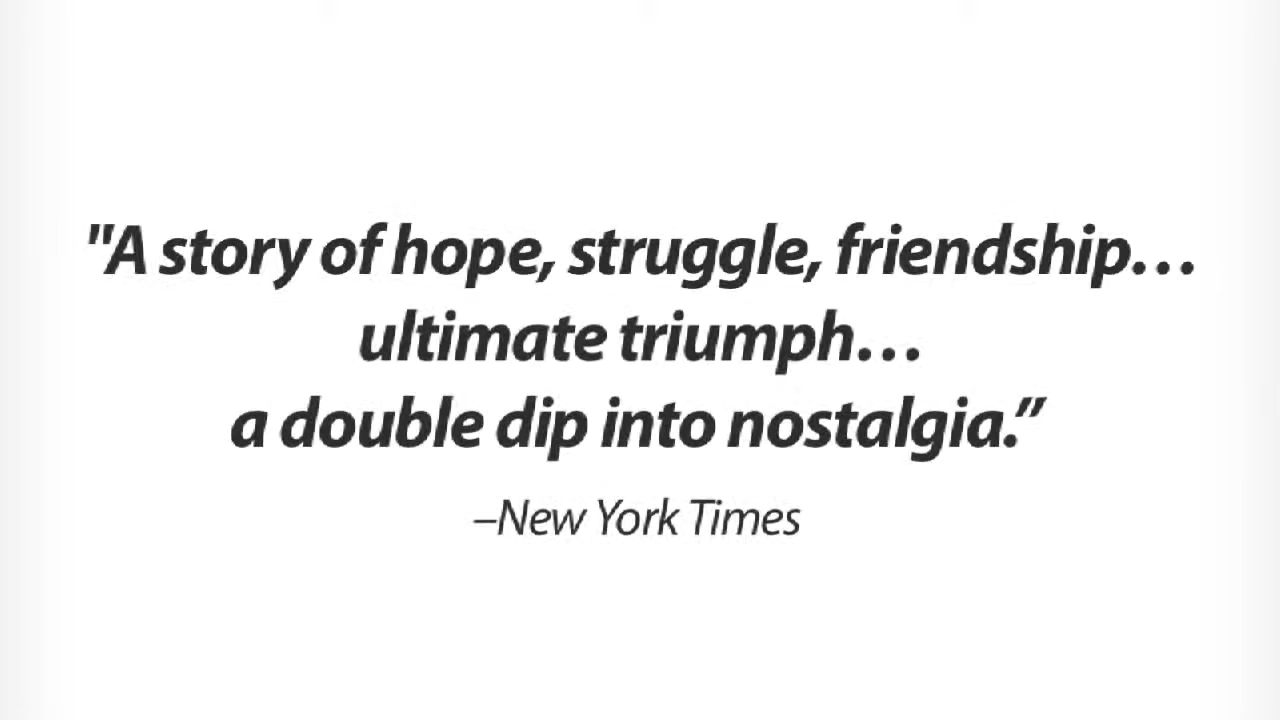 "A story of hope, struggle, friendship…
ultimate triumph…
a double dip into nostalgia.”
–New York Times